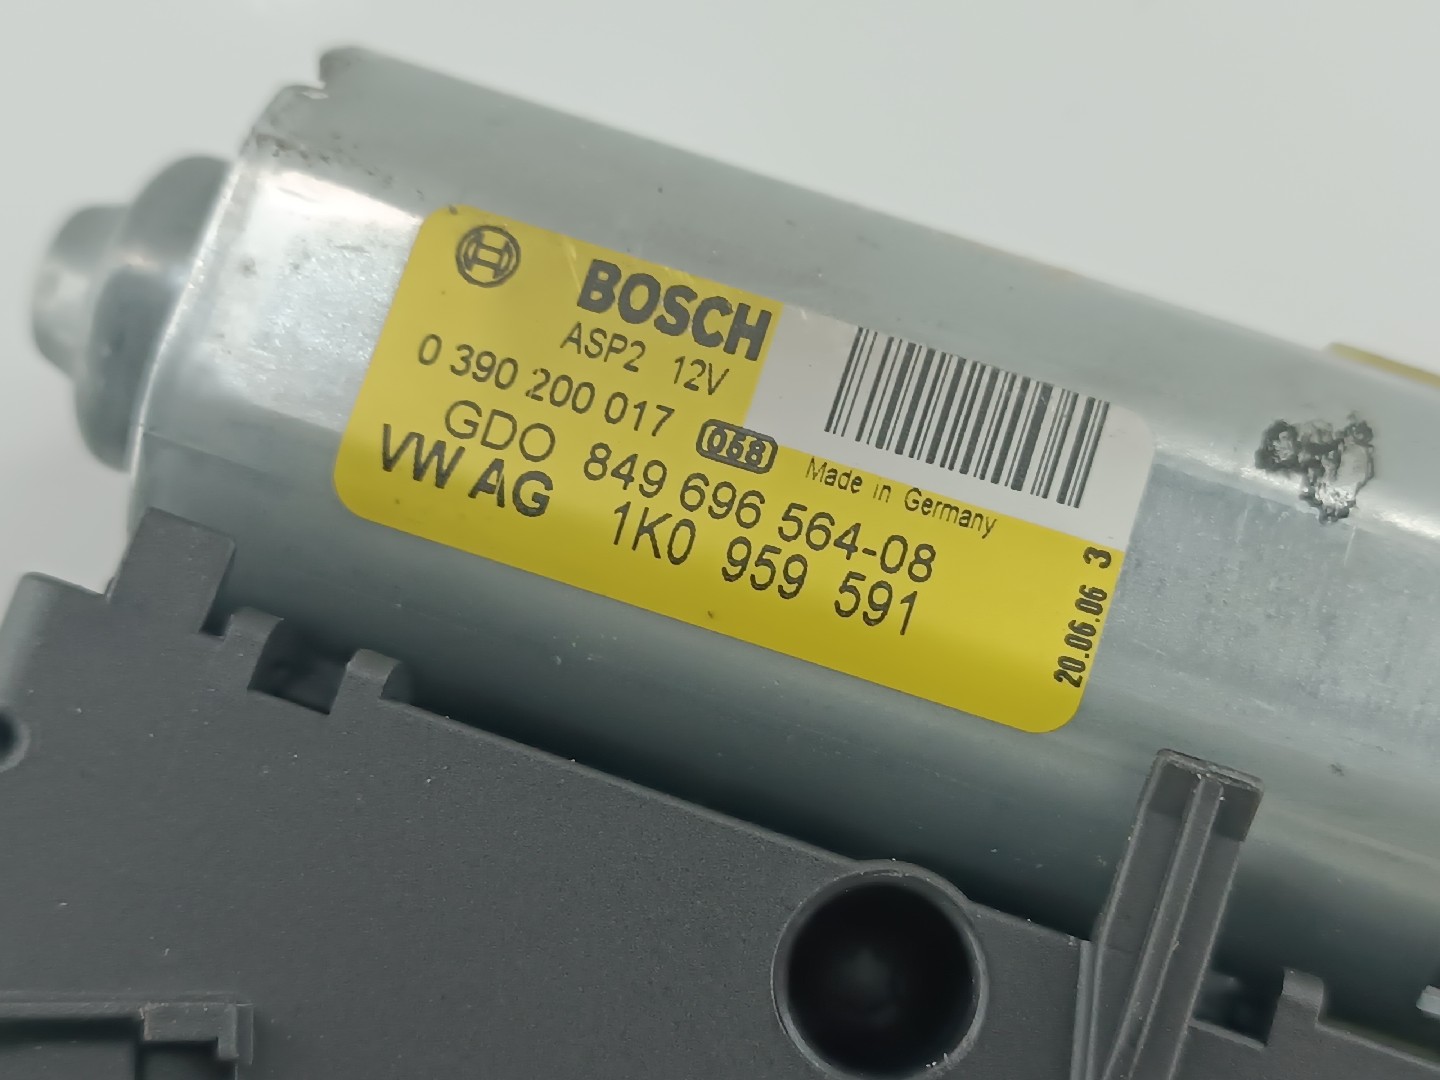 BOSCH
ASP2 12V
0 390 200 017 058 Made in Germany
GDO 849 696 564-08
VW AG 1K0 959 591
20.06.06 3